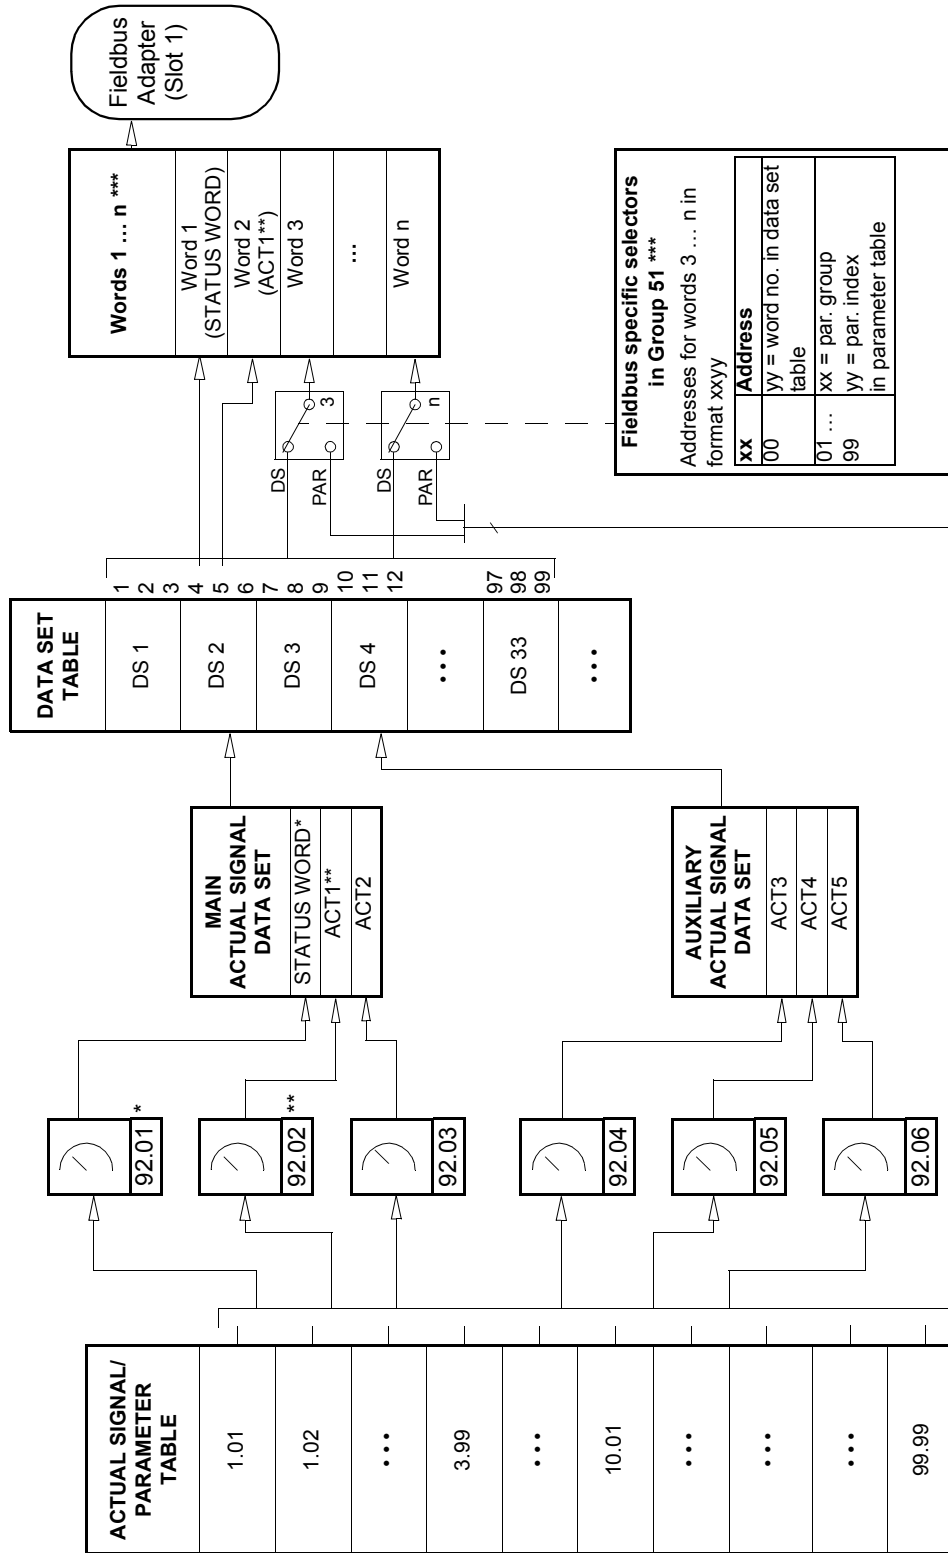 ACTUAL SIGNAL/
PARAMETER
TABLE
1.01
1.02
...
3.99
...
10.01
...
...
...
99.99
92.01
*
92.02
**
92.03
92.04
92.05
92.06
MAIN
ACTUAL SIGNAL
DATA SET
STATUS WORD*
ACT1**
ACT2
AUXILIARY
ACTUAL SIGNAL
DATA SET
ACT3
ACT4
ACT5
DATA SET
TABLE
DS 1
DS 2
DS 3
DS 4
...
DS 33
...
1
2
3
4
5
6
7
8
9
10
11
12
97
98
99
DS
PAR
3
DS
PAR
n
Words 1 ... n ***
Word 1
(STATUS WORD)
Word 2
(ACT1**)
Word 3
...
Word n
Fieldbus
Adapter
(Slot 1)
Fieldbus specific selectors
in Group 51 ***
Addresses for words 3 ... n in
format xxyy
xx Address
00 yy = word no. in data set
table
01 ... xx = par. group
99 yy = par. index
in parameter table